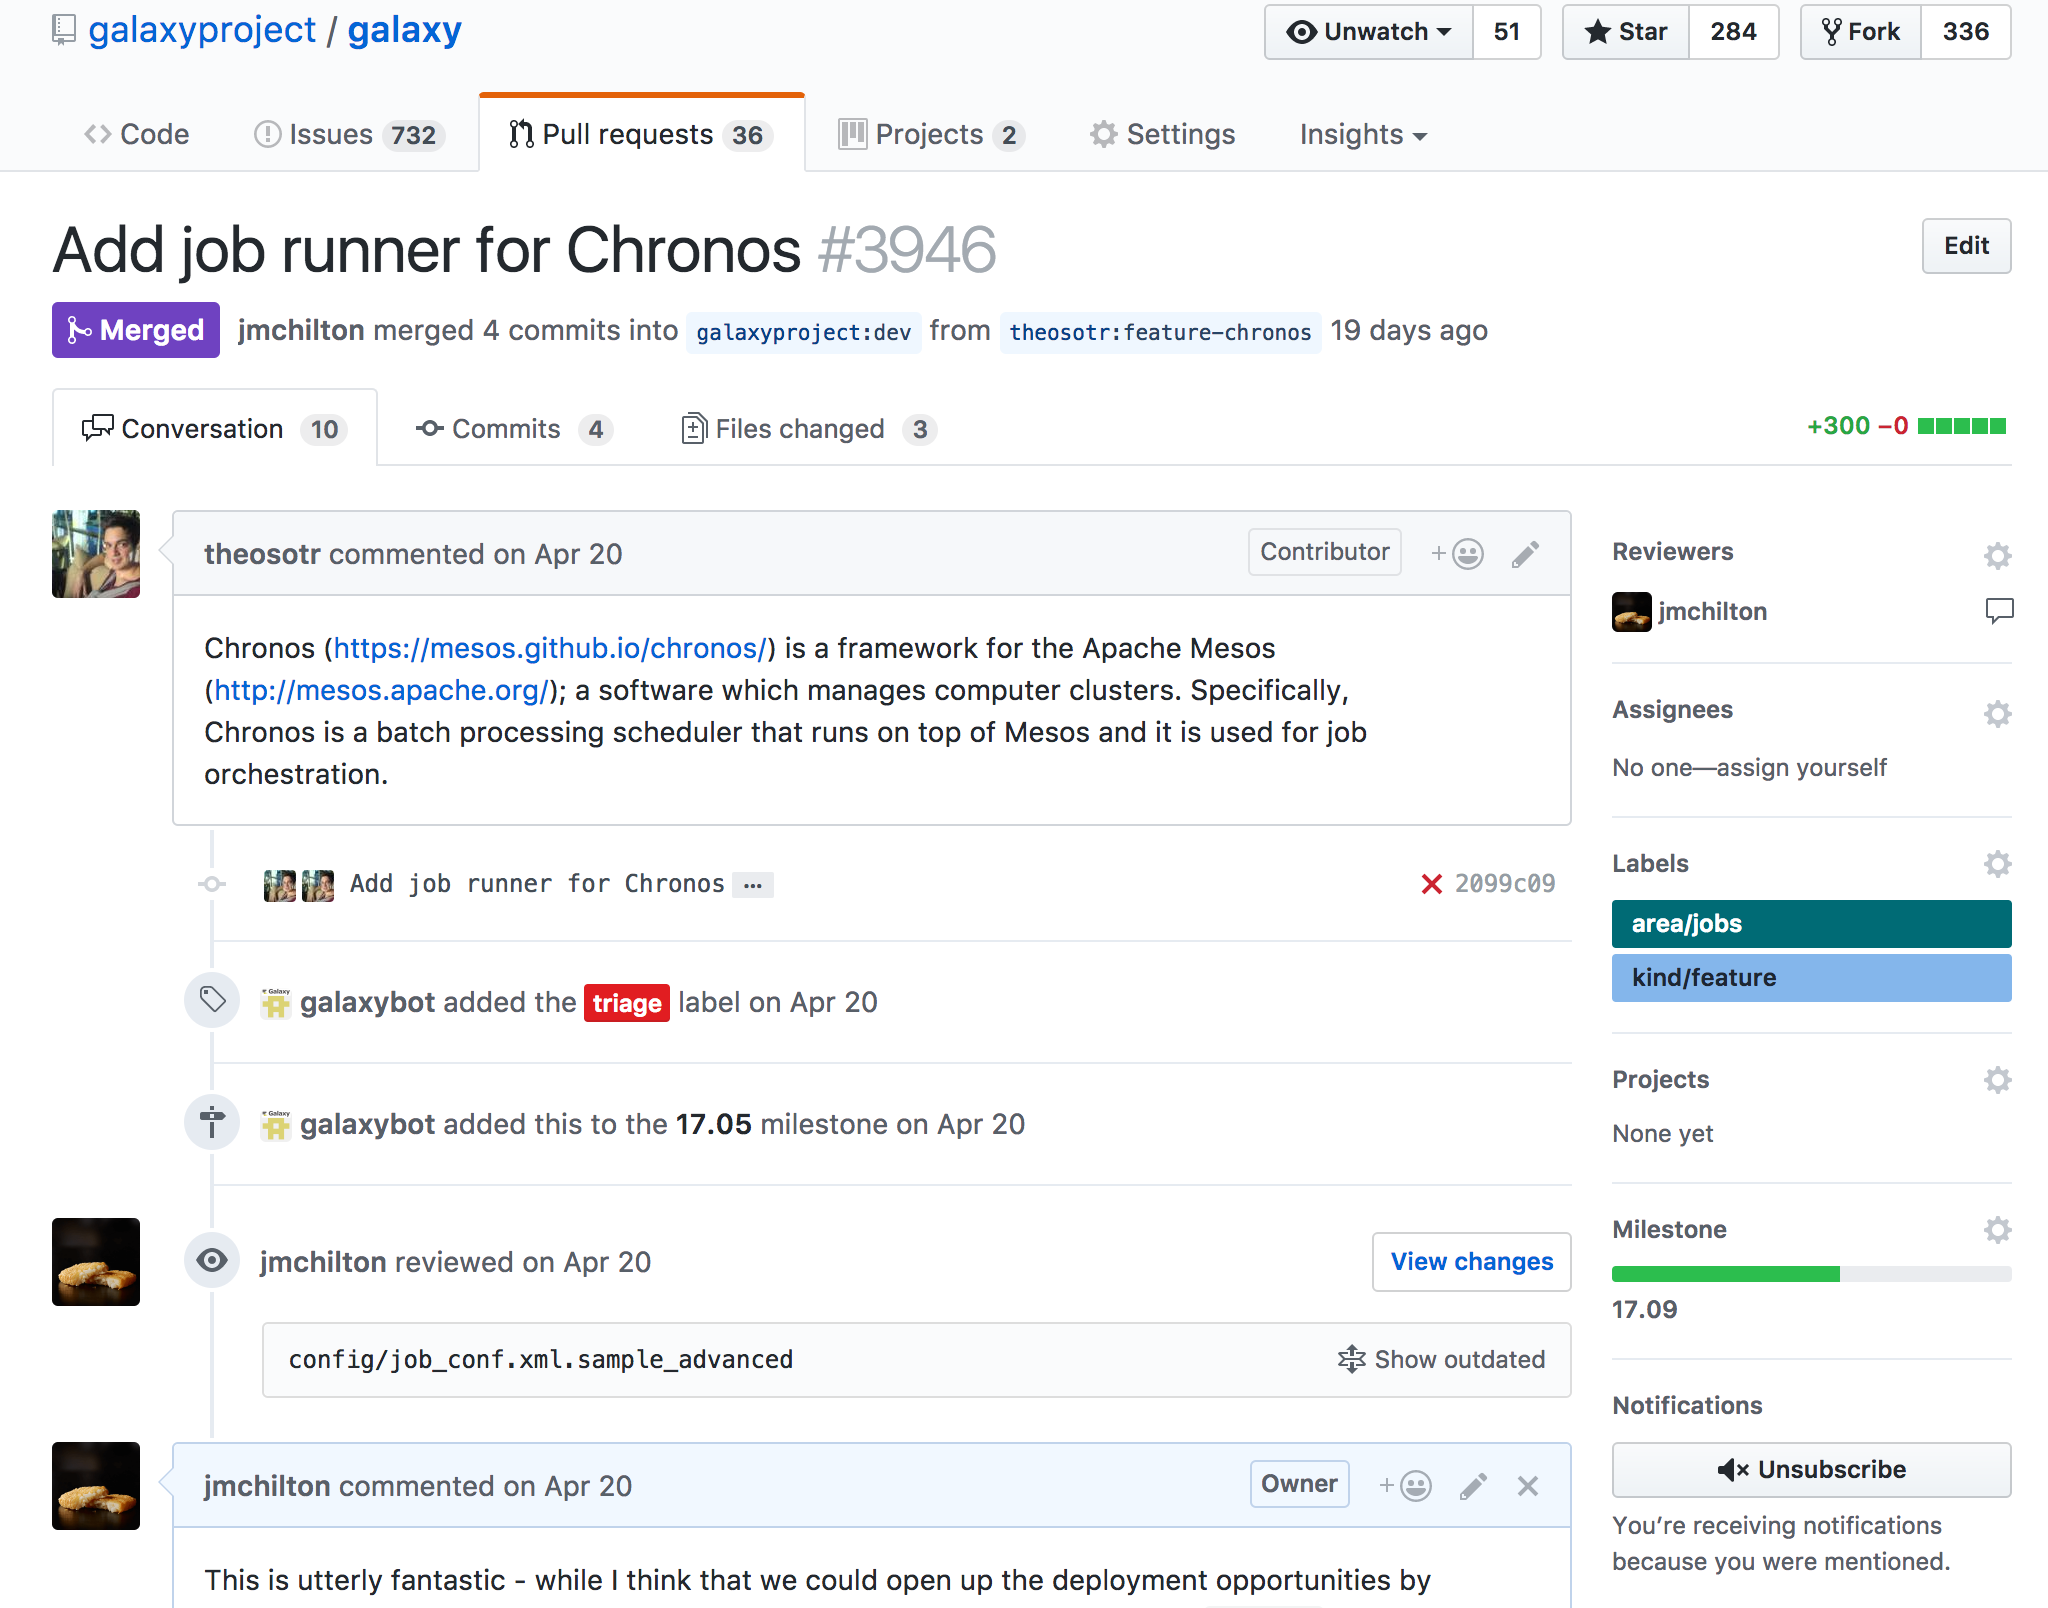 galaxyproject / galaxy
Unwatch 51
Star 284
Fork 336
Code
Issues 732
Pull requests 36
Projects 2
Settings
Insights
Add job runner for Chronos #3946
Edit
Merged
jmchilton merged 4 commits into galaxyproject:dev from theosotr:feature-chronos 19 days ago
Conversation 10
Commits 4
Files changed 3
+300 −0
theosotr commented on Apr 20
Contributor
Chronos (https://mesos.github.io/chronos/) is a framework for the Apache Mesos
(http://mesos.apache.org/); a software which manages computer clusters. Specifically,
Chronos is a batch processing scheduler that runs on top of Mesos and it is used for job
orchestration.
Add job runner for Chronos …
2099c09
Galaxy
galaxybot added the triage label on Apr 20
Galaxy
galaxybot added this to the 17.05 milestone on Apr 20
jmchilton reviewed on Apr 20
View changes
config/job_conf.xml.sample_advanced
Show outdated
jmchilton commented on Apr 20
Owner
This is utterly fantastic - while I think that we could open up the deployment opportunities by
Reviewers
jmchilton
Assignees
No one—assign yourself
Labels
area/jobs
kind/feature
Projects
None yet
Milestone
17.09
Notifications
Unsubscribe
You’re receiving notifications
because you were mentioned.